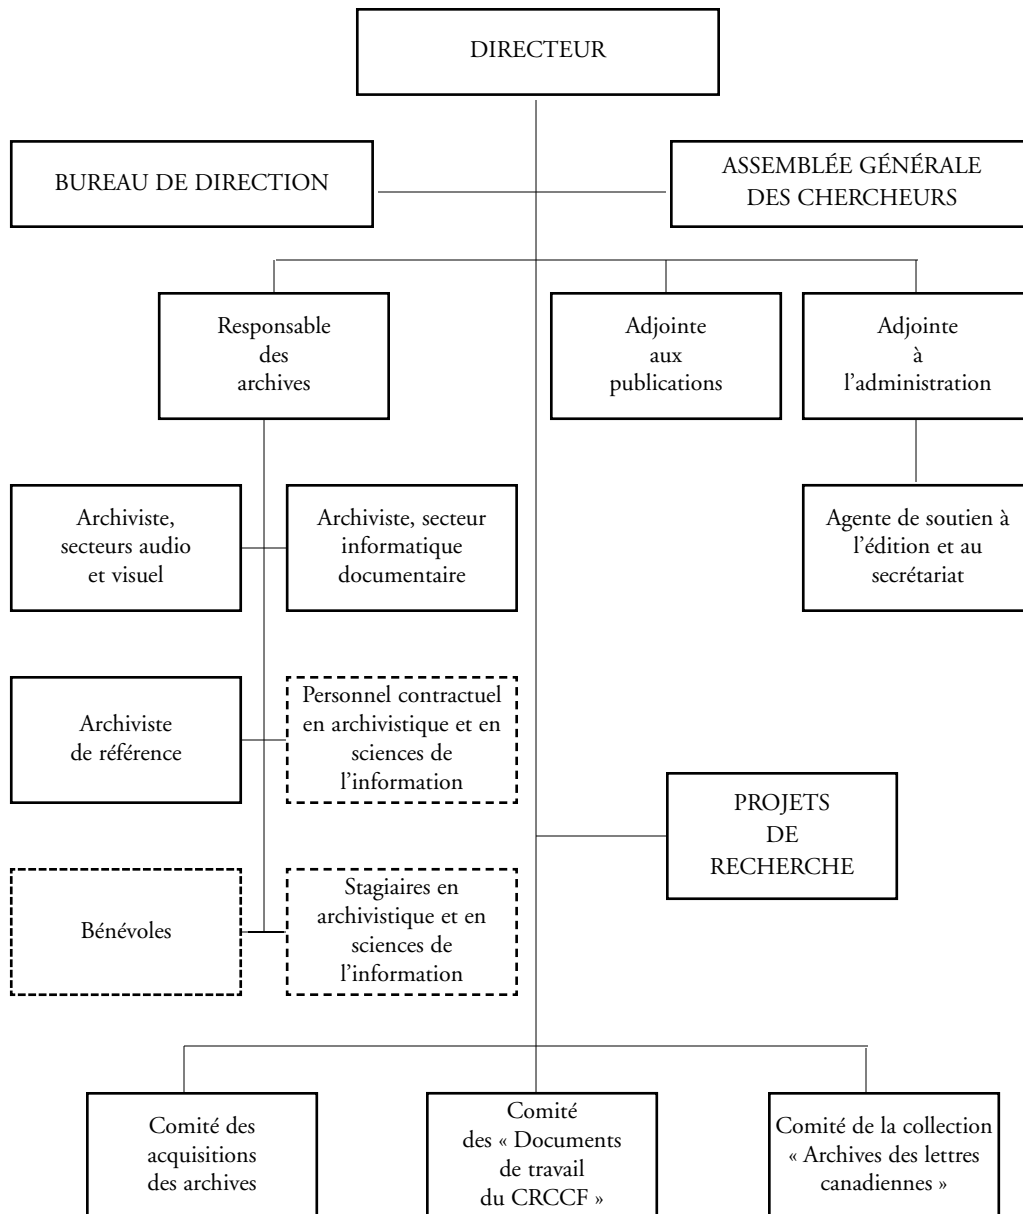 DIRECTEUR
BUREAU DE DIRECTION
ASSEMBLÉE GÉNÉRALE
DES CHERCHEURS
Responsable
des
archives
Adjointe
aux
publications
Adjointe
à
l'administration
Archiviste,
secteurs audio
et visuel
Archiviste, secteur
informatique
documentaire
Agente de soutien à
l'édition et au
secrétariat
Archiviste
de référence
Personnel contractuel
en archivistique et en
sciences de
l'information
PROJETS
DE
RECHERCHE
Bénévoles
Stagiaires en
archivistique et en
sciences de
l'information
Comité des
acquisitions
des archives
Comité
des « Documents
de travail
du CRCCF »
Comité de la collection
« Archives des lettres
canadiennes »